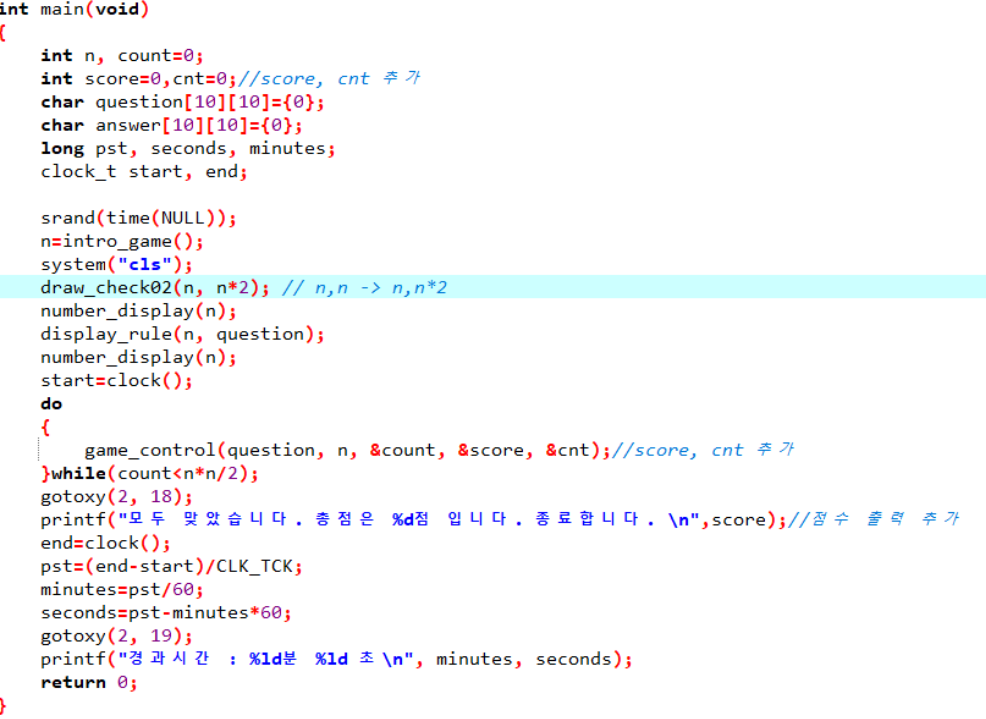 int main(void)
{
    int n, count=0;
    int score=0,cnt=0;//score, cnt 추가
    char question[10][10]={0};
    char answer[10][10]={0};
    long pst, seconds, minutes;
    clock_t start, end;

    srand(time(NULL));
    n=intro_game();
    system("cls");
    draw_check02(n, n*2); // n,n -> n,n*2
    number_display(n);
    display_rule(n, question);
    number_display(n);
    start=clock();
    do
    {
        game_control(question, n, &count, &score, &cnt);//score, cnt 추가
    }while(count<n*n/2);
    gotoxy(2, 18);
    printf("모두 맞았습니다.총점은 %d점 입니다.종료합니다. \n",score);//점수 출력 추가
    end=clock();
    pst=(end-start)/CLK_TCK;
    minutes=pst/60;
    seconds=pst-minutes*60;
    gotoxy(2, 19);
    printf("경과시간 : %ld분 %ld 초\n", minutes, seconds);
    return 0;
}